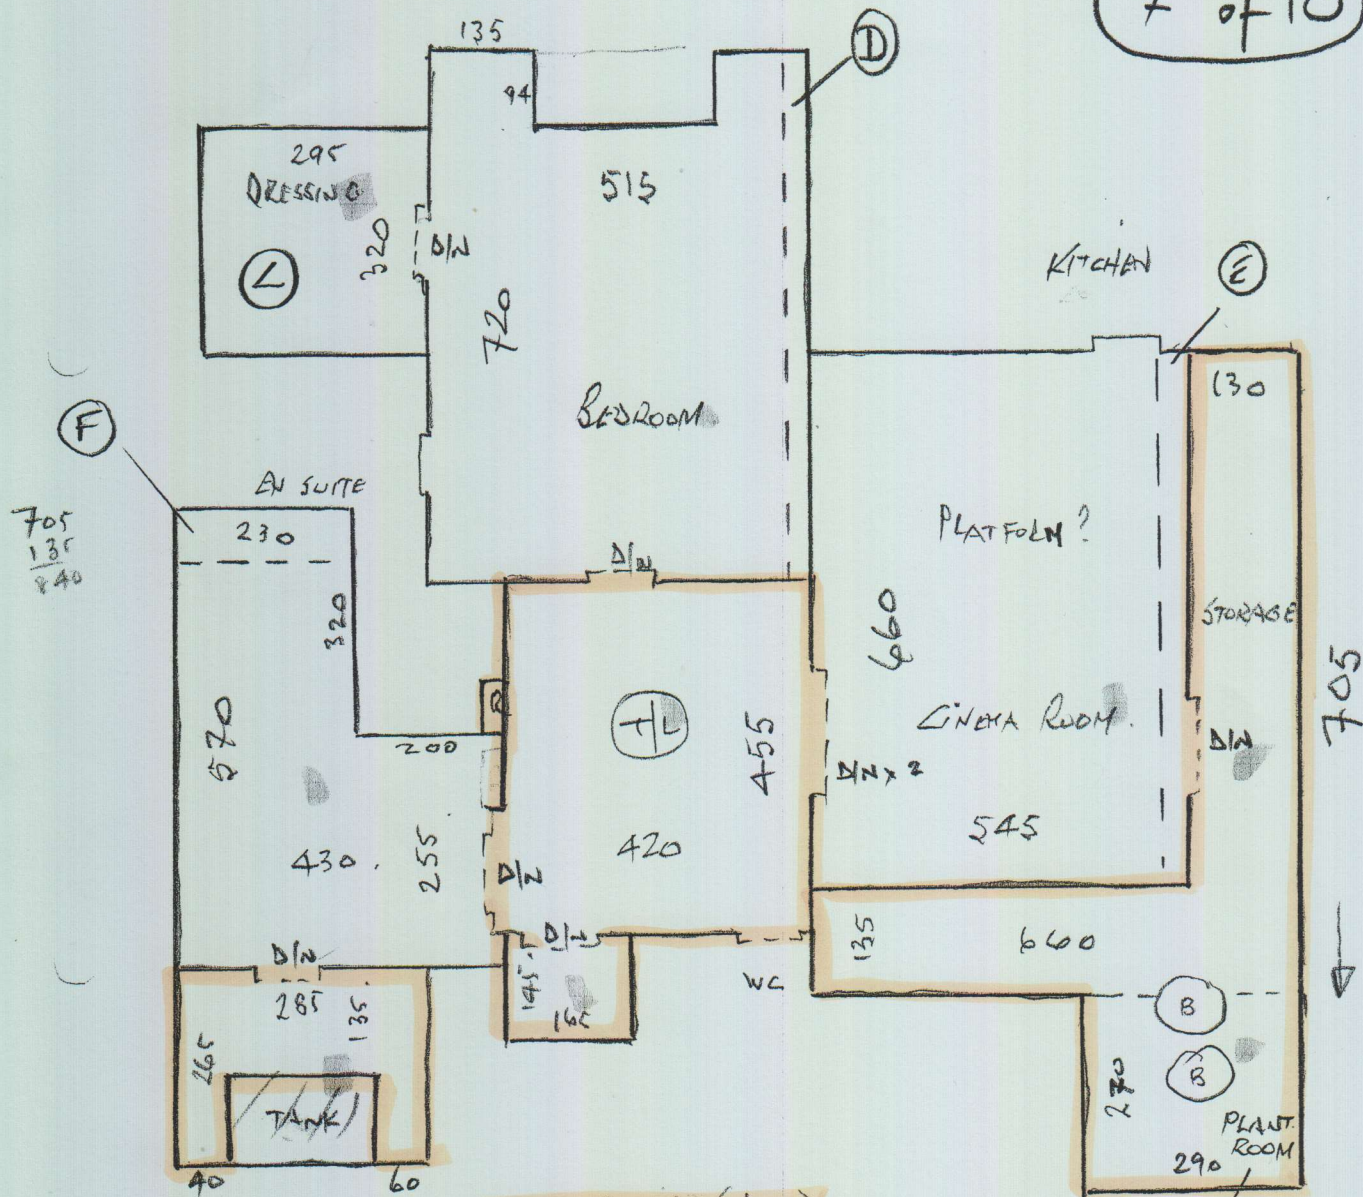 7 of 10
135
D
94
295
DRESSING
515
320
D/N
L
720
KITCHEN
E
130
F
BEDROOM
EN SUITE
705
135
840
230
PLATFORM?
D/N
320
660
STORAGE
705
570
T/L
455
CINEMA ROOM.
D/N
200
D/N x 2
545
430.
255.
420
D/N
D/N
135
660
145.
WC
D/N
285
135.
B
265
B
270
TANK
PLANT
ROOM
290
40
60